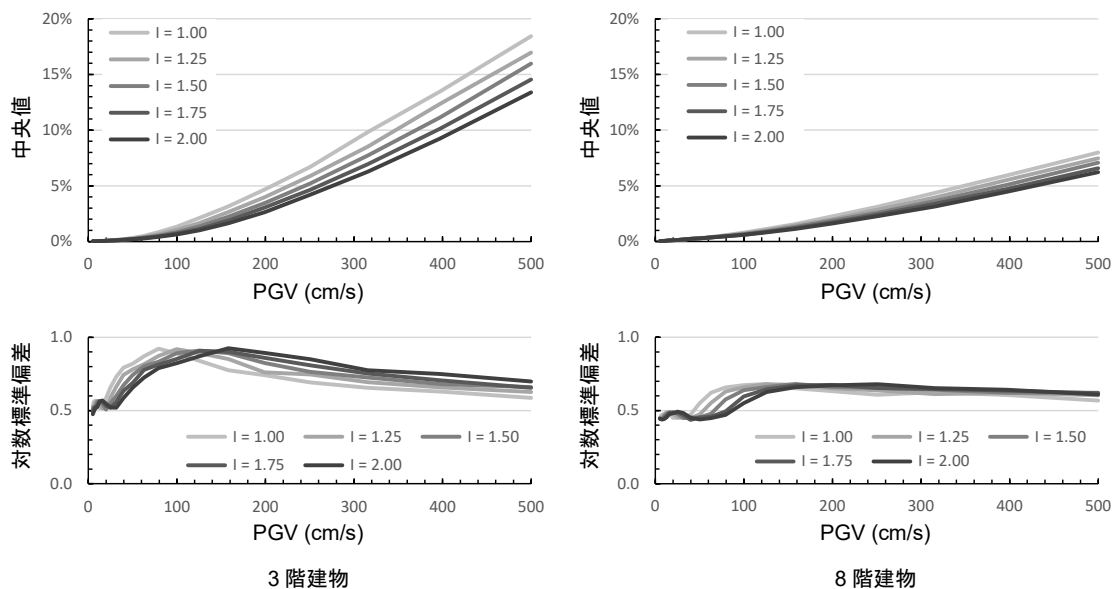 20%
15%
10%
5%
0%
中央値
I = 1.00
I = 1.25
I = 1.50
I = 1.75
I = 2.00
0 100 200 300 400 500
PGV (cm/s)
20%
15%
10%
5%
0%
中央値
I = 1.00
I = 1.25
I = 1.50
I = 1.75
I = 2.00
0 100 200 300 400 500
PGV (cm/s)
1.0
0.5
0.0
対数標準偏差
I = 1.00 I = 1.25 I = 1.50
I = 1.75 I = 2.00
0 100 200 300 400 500
PGV (cm/s)
3 階建物
1.0
0.5
0.0
対数標準偏差
I = 1.00 I = 1.25 I = 1.50
I = 1.75 I = 2.00
0 100 200 300 400 500
PGV (cm/s)
8 階建物